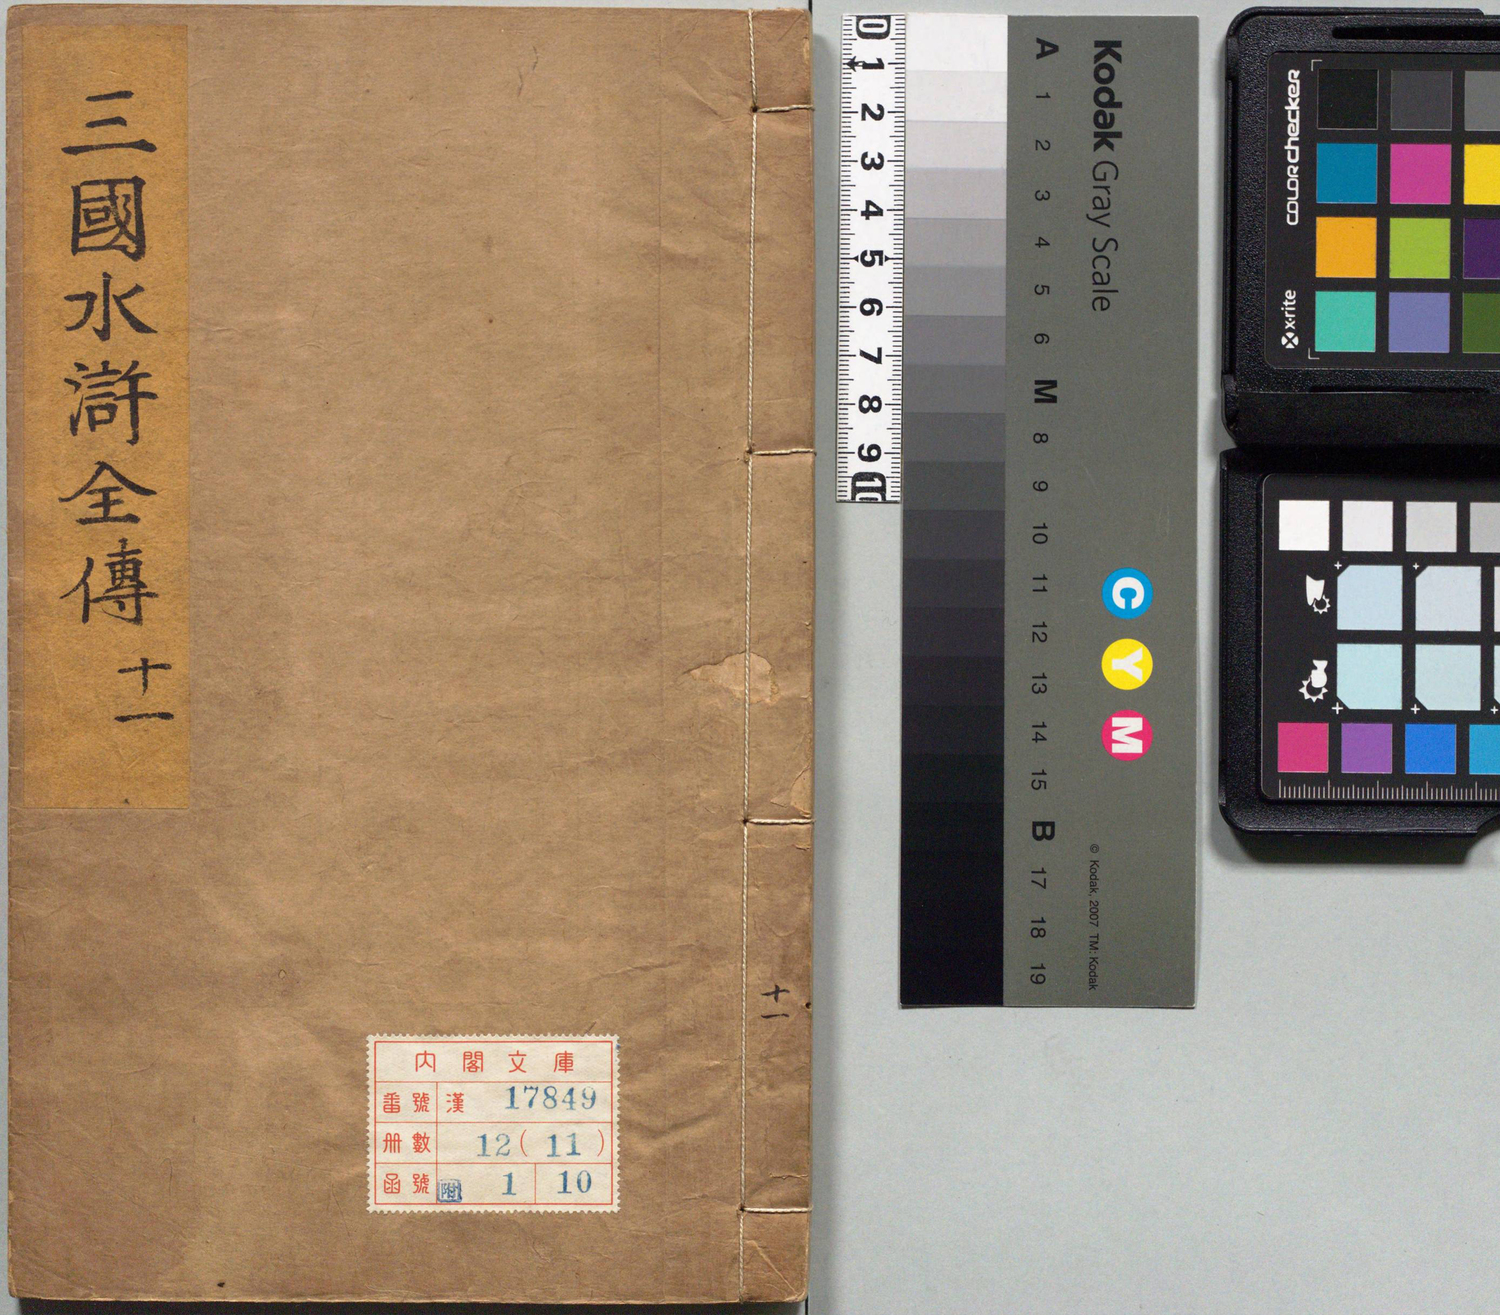 三國水滸全傳 十一
十一
内閣文庫
番號 漢 17849
冊數 12(11)
函號 附 1 10
0 1 2 3 4 5 6 7 8 9 10
Kodak Gray Scale
A 1 2 3 4 5 6 M 8 9 10 11 12 13 14 15 B 17 18 19
C Y M
© Kodak, 2007 TM: Kodak
colorchecker
x-rite